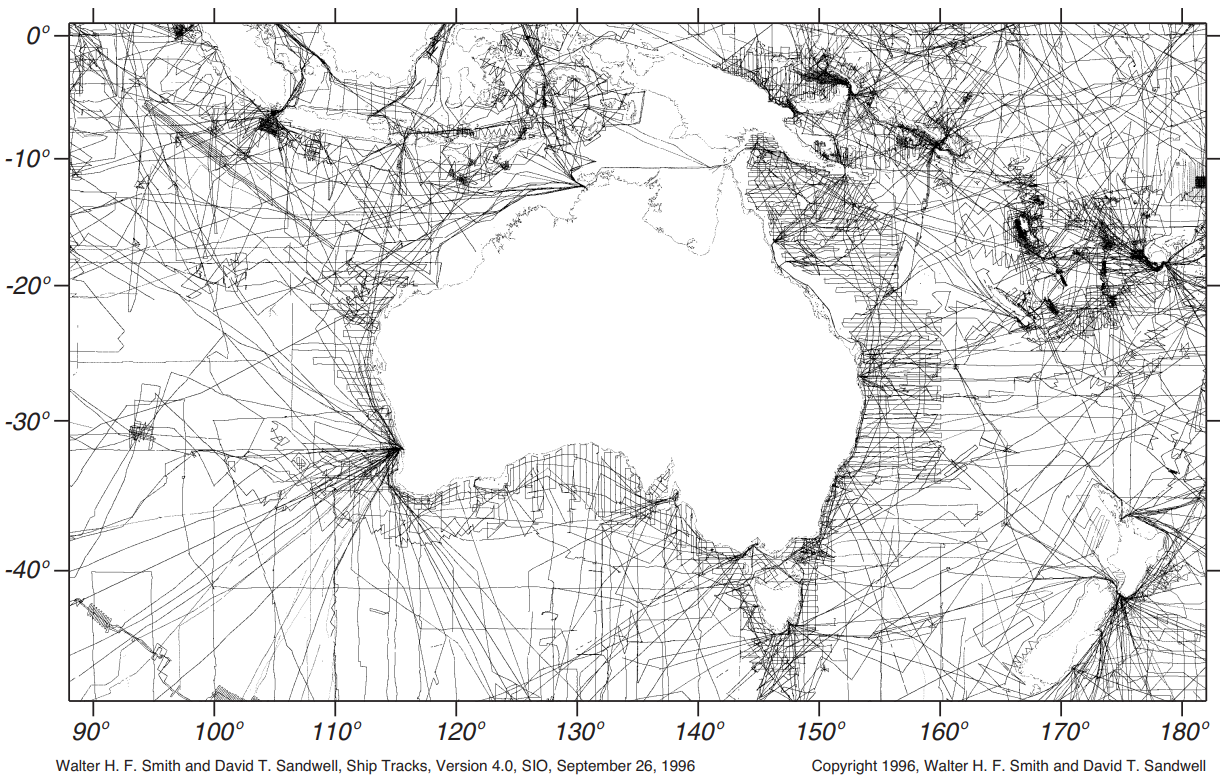 0°
-10°
-20°
-30°
-40°
90° 100° 110° 120° 130° 140° 150° 160° 170° 180°
Walter H. F. Smith and David T. Sandwell, Ship Tracks, Version 4.0, SIO, September 26, 1996 Copyright 1996, Walter H. F. Smith and David T. Sandwell